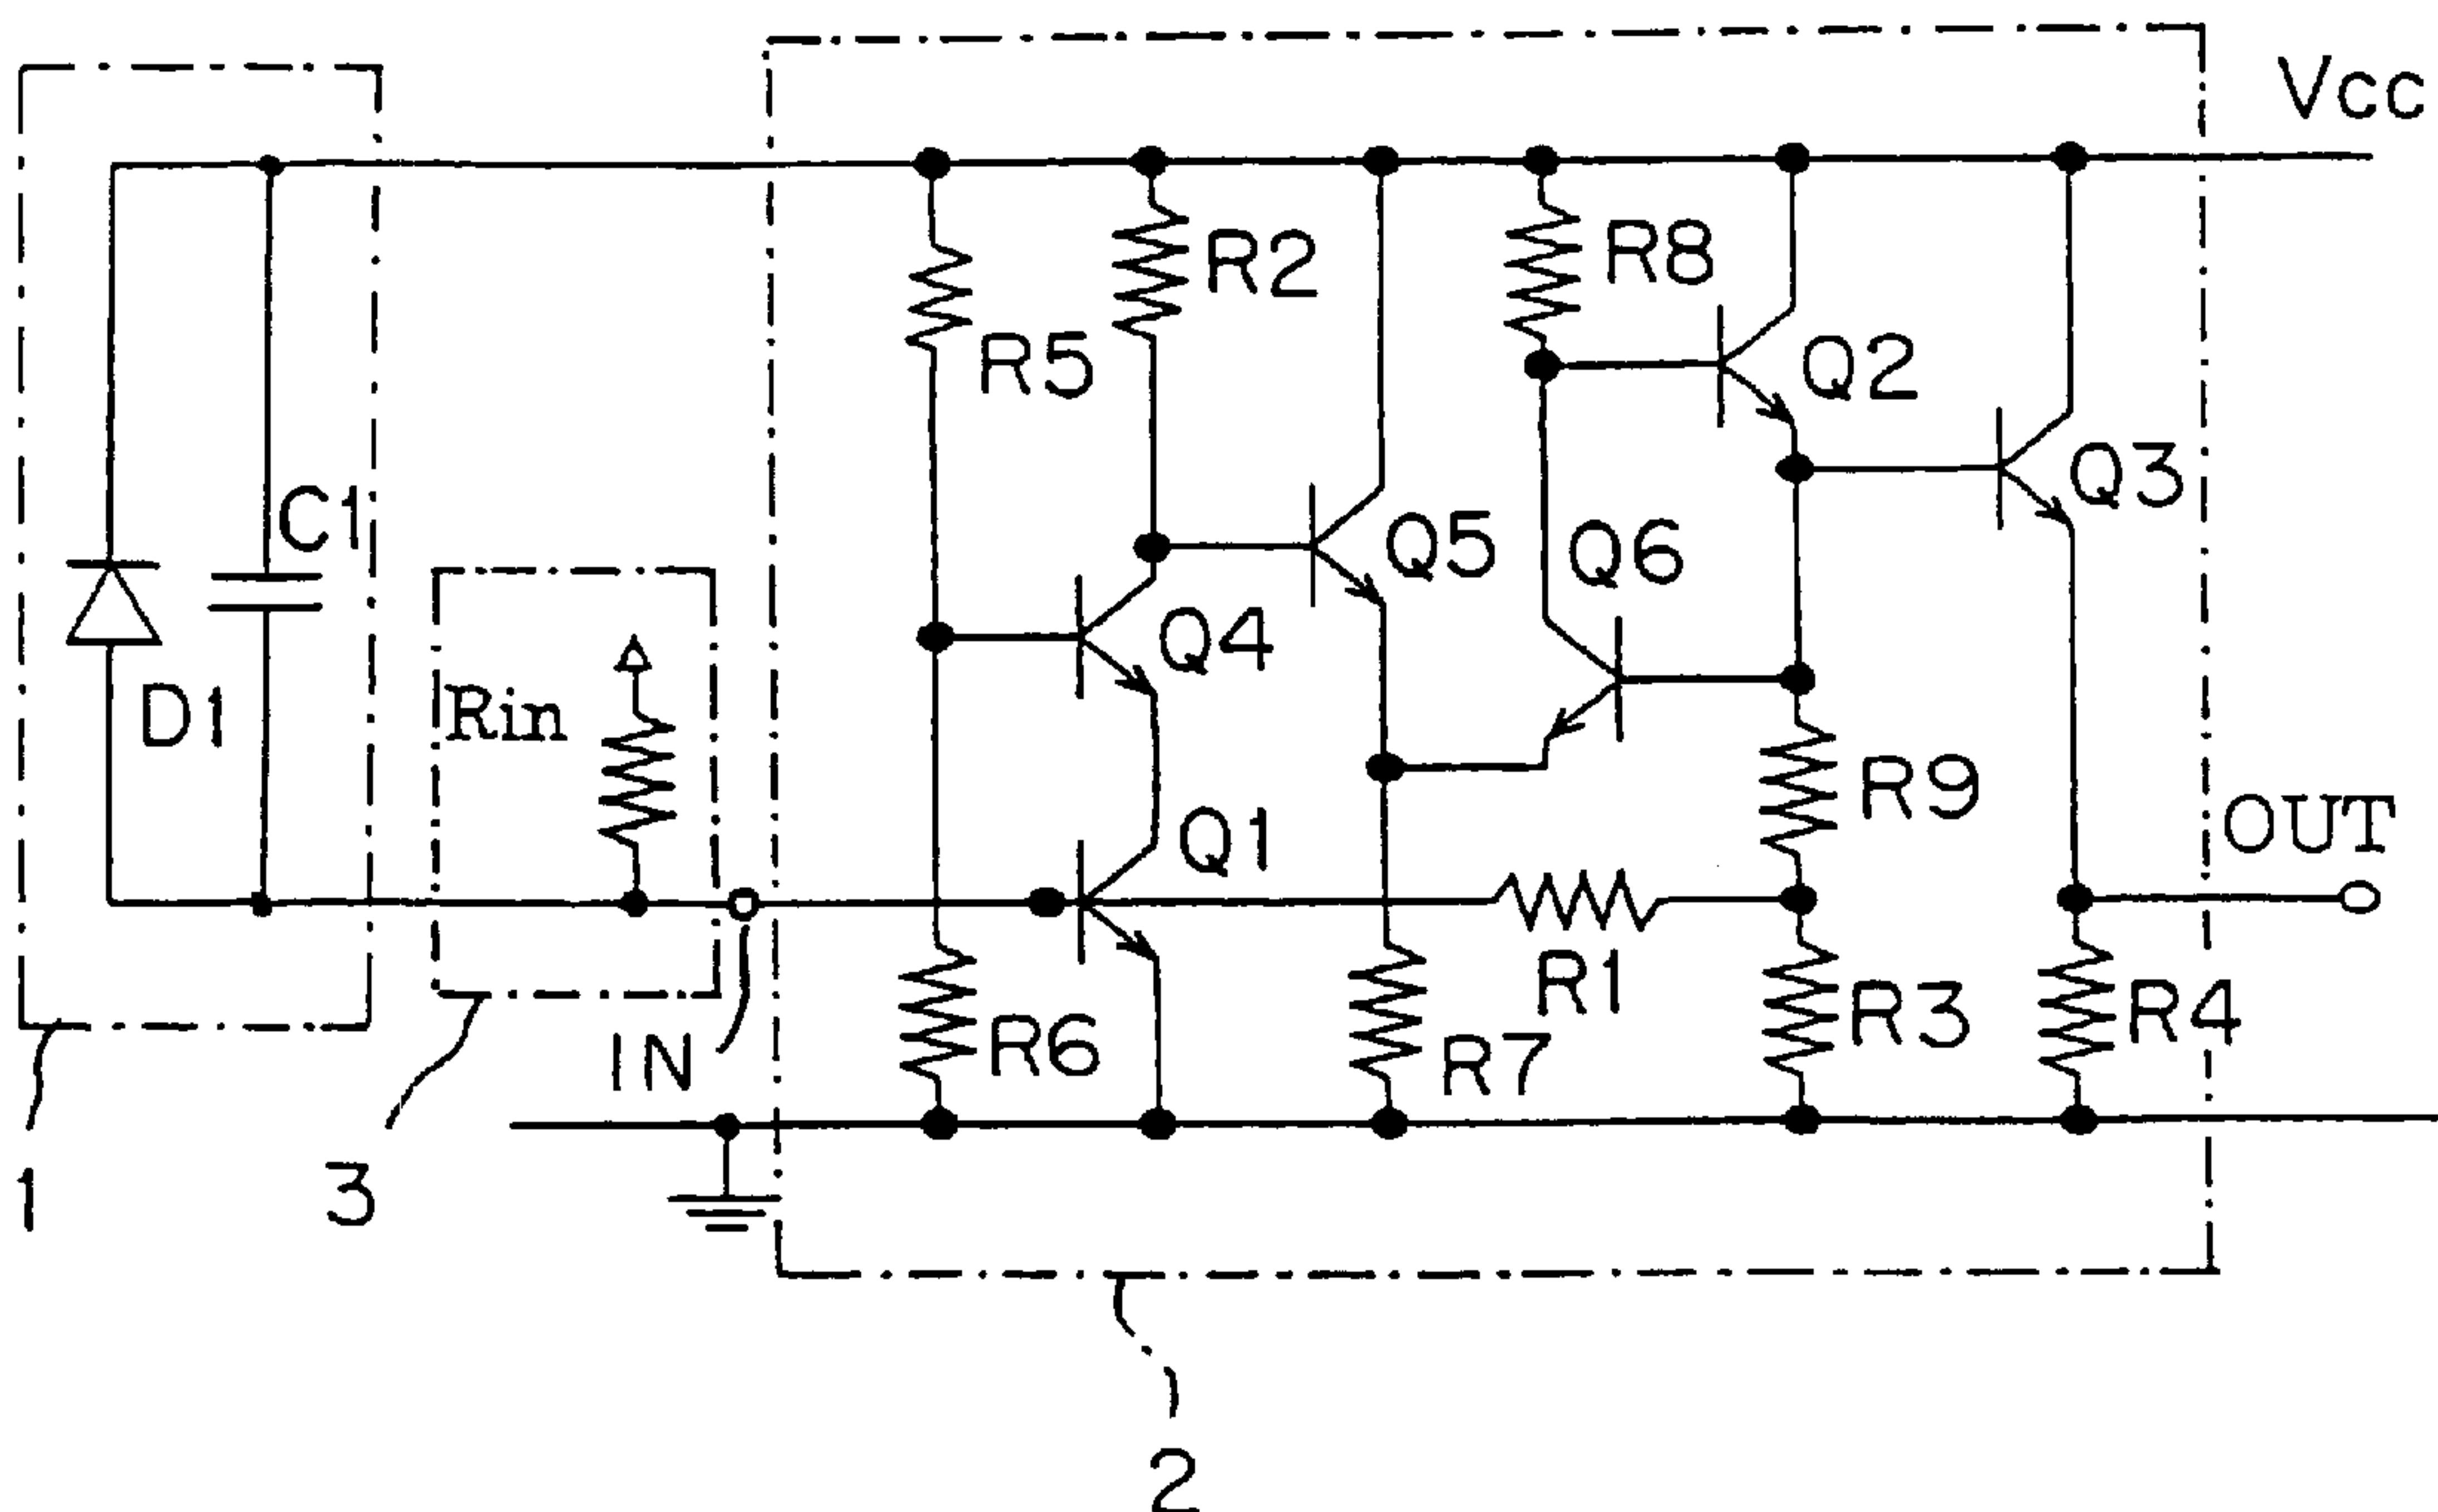 Vcc
R2
R8
R5
Q2
Q3
C1
Q5
Q6
Q4
D1
Rin
R9
Q1
OUT
R1
R3
R4
IN
R6
R7
1
3
2